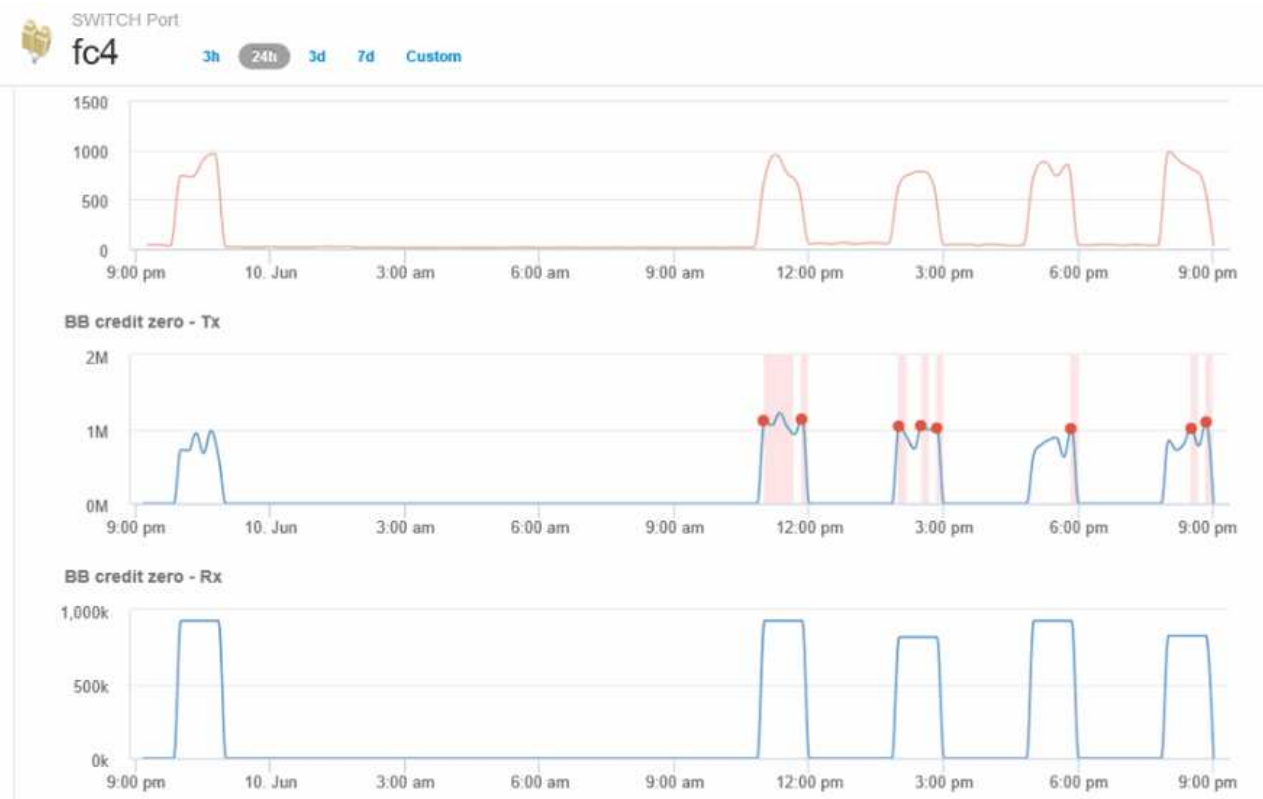 SWITCH Port
fc4 3h 24h 3d 7d Custom
1500
1000
500
0
9:00 pm 10. Jun 3:00 am 6:00 am 9:00 am 12:00 pm 3:00 pm 6:00 pm 9:00 pm
BB credit zero - Tx
2M
1M
0M
9:00 pm 10. Jun 3:00 am 6:00 am 9:00 am 12:00 pm 3:00 pm 6:00 pm 9:00 pm
BB credit zero - Rx
1,000k
500k
0k
9:00 pm 10. Jun 3:00 am 6:00 am 9:00 am 12:00 pm 3:00 pm 6:00 pm 9:00 pm